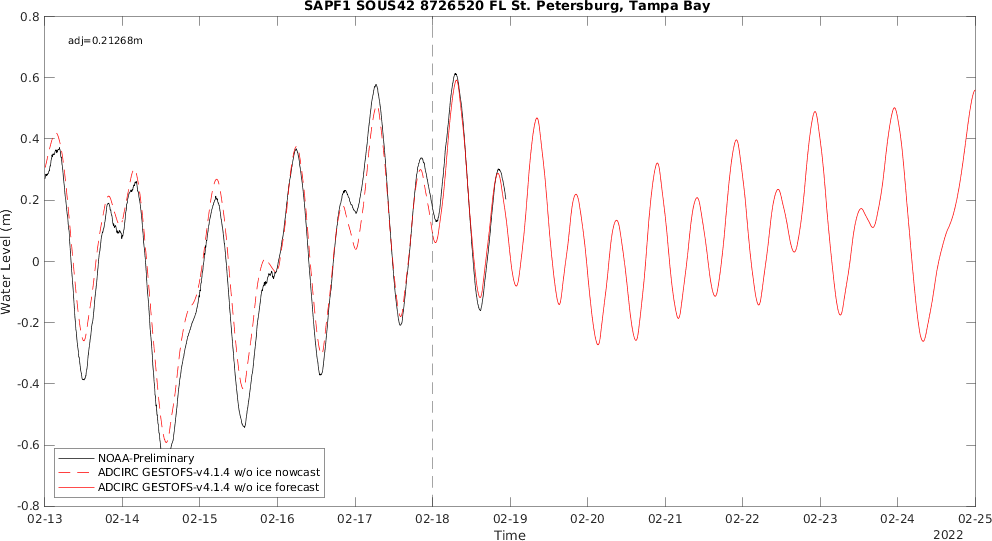 SAPF1 SOUS42 8726520 FL St. Petersburg, Tampa Bay
adj=0.21268m
0.8
0.6
0.4
0.2
0
-0.2
-0.4
-0.6
-0.8
Water Level (m)
NOAA-Preliminary
ADCIRC GESTOFS-v4.1.4 w/o ice nowcast
ADCIRC GESTOFS-v4.1.4 w/o ice forecast
02-13 02-14 02-15 02-16 02-17 02-18 02-19 02-20 02-21 02-22 02-23 02-24 02-25
Time
2022